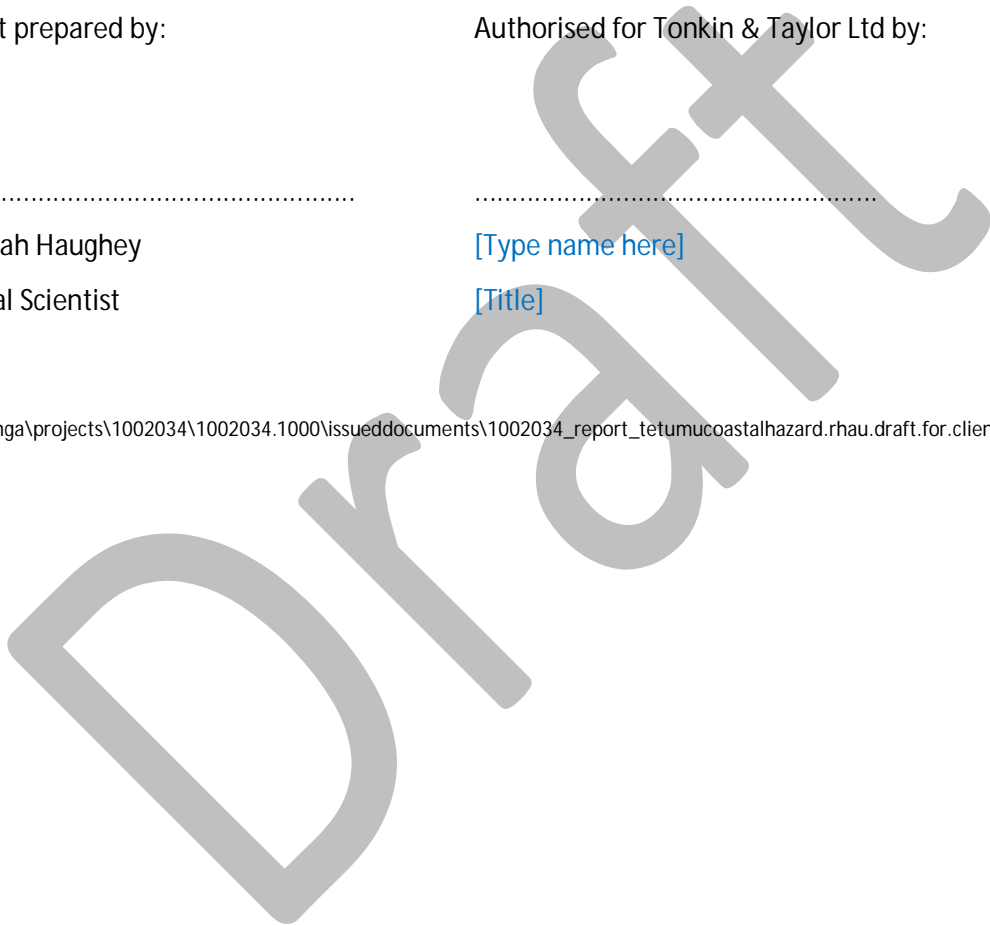 t prepared by: Authorised for Tonkin & Taylor Ltd by:
................................................ ......................................................
ah Haughey [Type name here]
al Scientist [Title]
nga\projects\1002034\1002034.1000\issueddocuments\1002034_report_tetumucoastalhazard.rhau.draft.for.clien
Draft